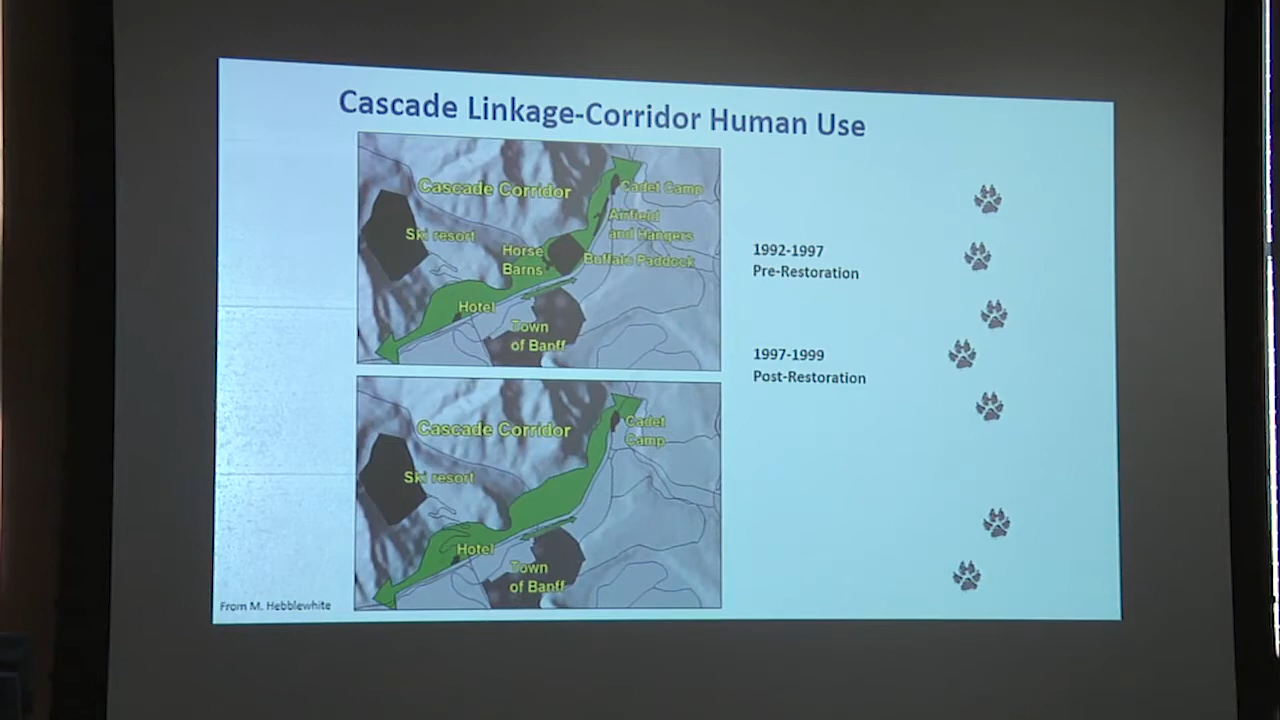 Cascade Linkage-Corridor Human Use
Cascade Corridor
Cadet Camp
Airfield
and Hangers
Ski resort
Horse
Barns
Buffalo Paddock
Hotel
Town
of Banff
1992-1997
Pre-Restoration
1997-1999
Post-Restoration
Cascade Corridor
Cadet
Camp
Ski resort
Hotel
Town
of Banff
From M. Hebblewhite